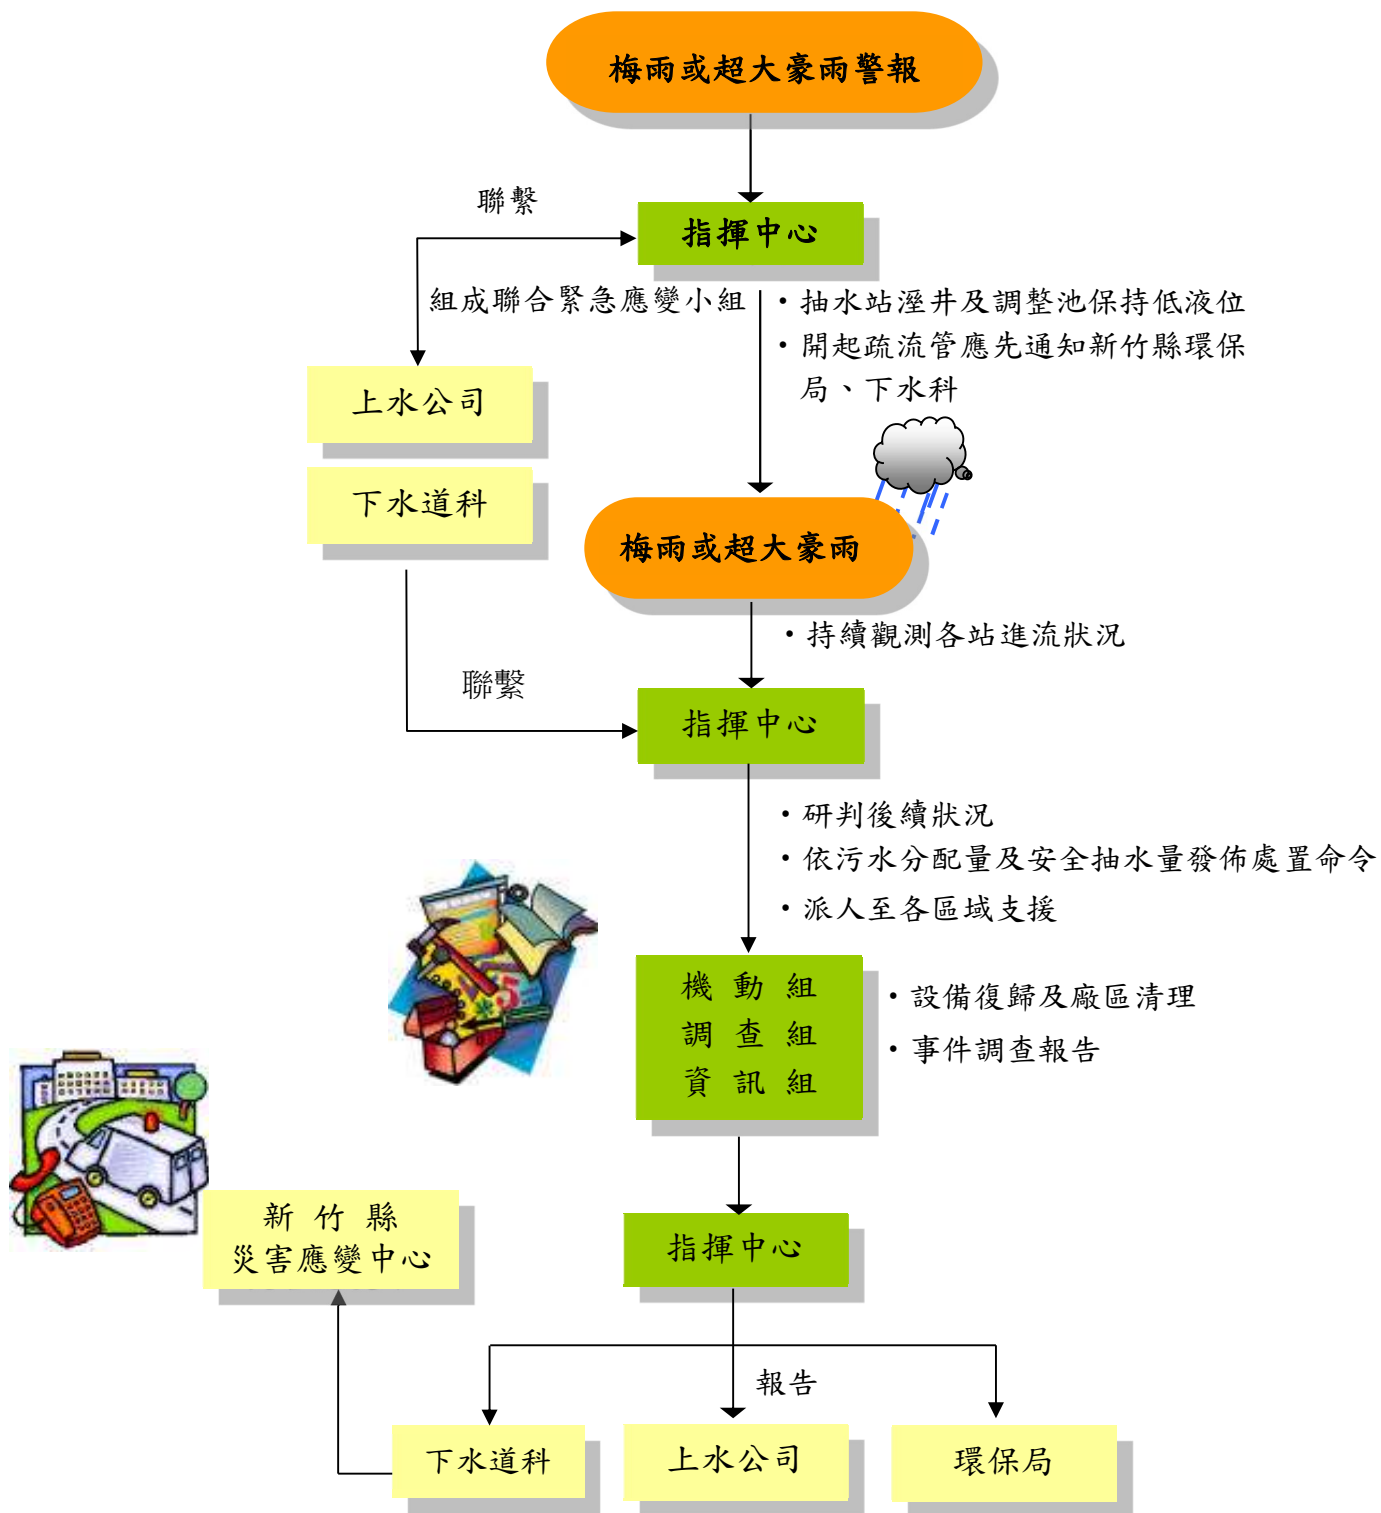 梅雨或超大豪雨警報
聯繫
指揮中心
組成聯合緊急應變小組
・抽水站溼井及調整池保持低液位
・開起疏流管應先通知新竹縣環保
局、下水科
上水公司
下水道科
梅雨或超大豪雨
・持續觀測各站進流狀況
聯繫
指揮中心
・研判後續狀況
・依污水分配量及安全抽水量發佈處置命令
・派人至各區域支援
機動組
調查組
資訊組
・設備復歸及廠區清理
・事件調查報告
5
新竹縣
災害應變中心
指揮中心
報告
下水道科
上水公司
環保局